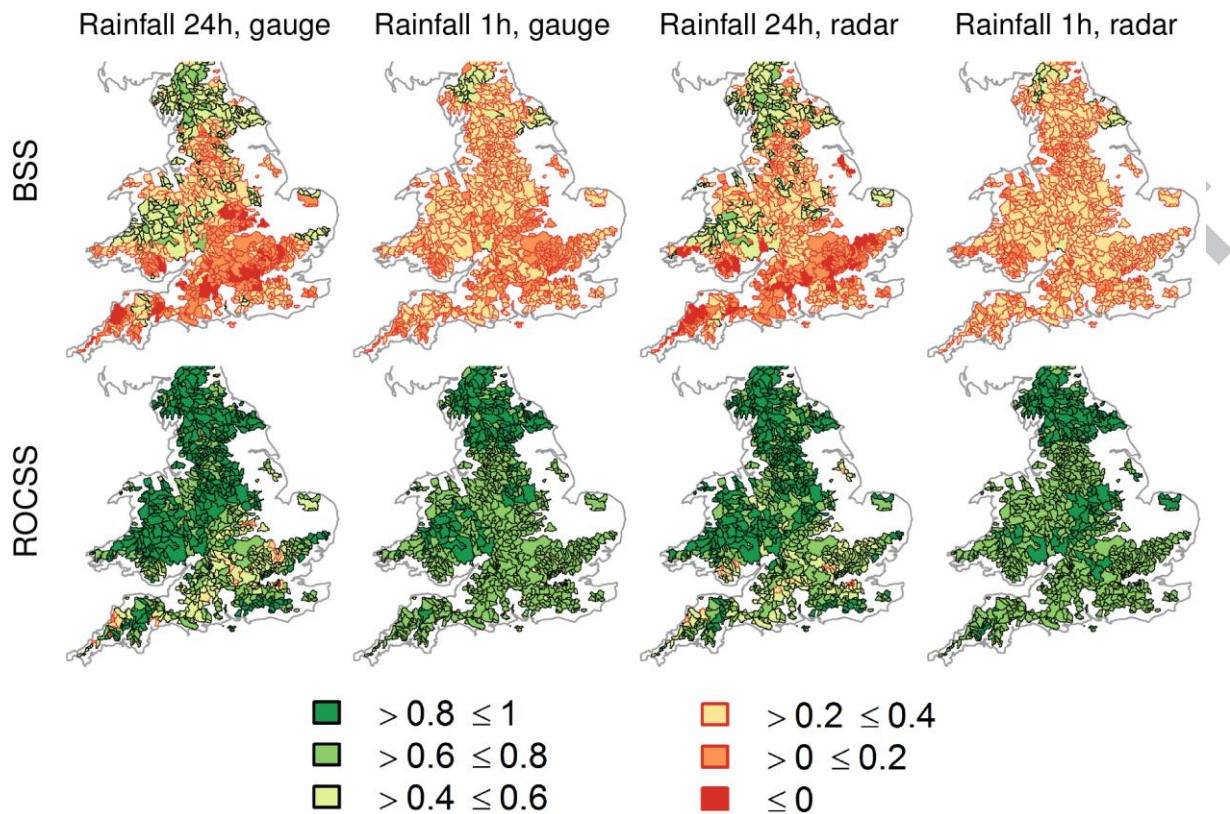 Rainfall 24h, gauge Rainfall 1h, gauge Rainfall 24h, radar Rainfall 1h, radar
BSS
ROCSS
> 0.8 ≤ 1 > 0.2 ≤ 0.4
> 0.6 ≤ 0.8 > 0 ≤ 0.2
> 0.4 ≤ 0.6 ≤ 0